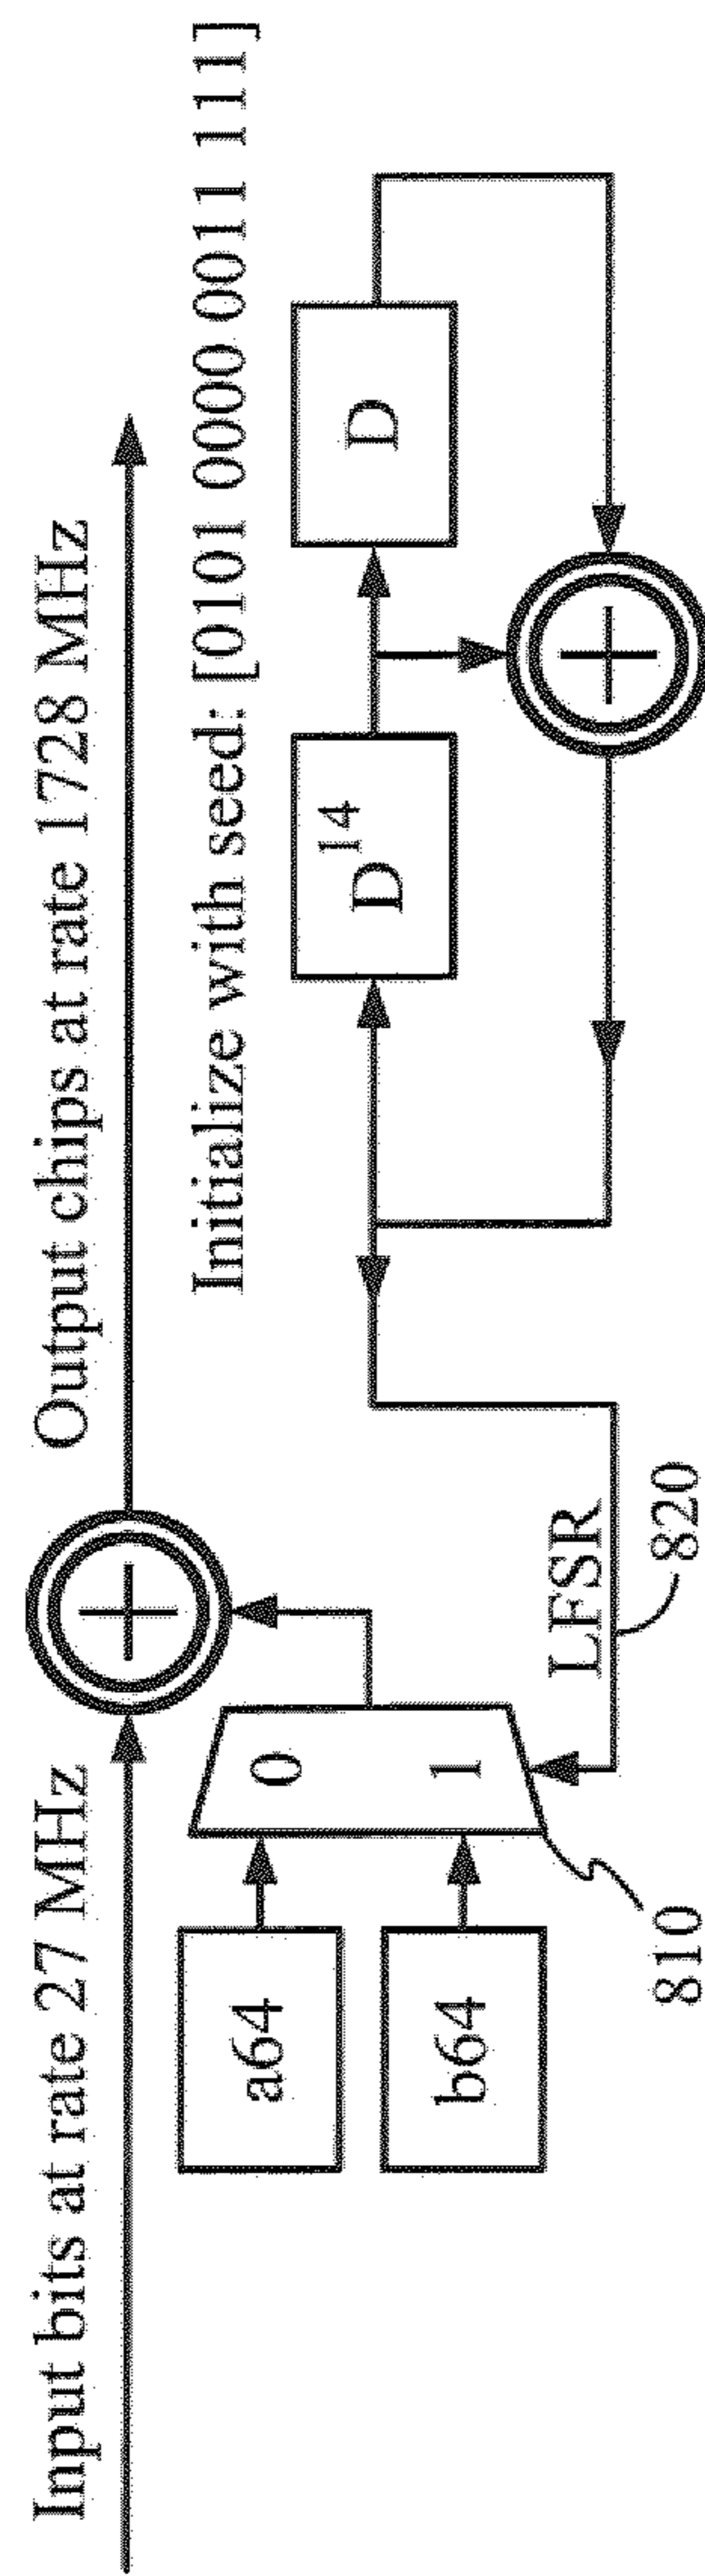 Input bits at rate 27 MHz
Output chips at rate 1728 MHz
Initialize with seed: [0101 0000 0011 111]
a64
b64
0
1
810
LFSR
820
D14
D